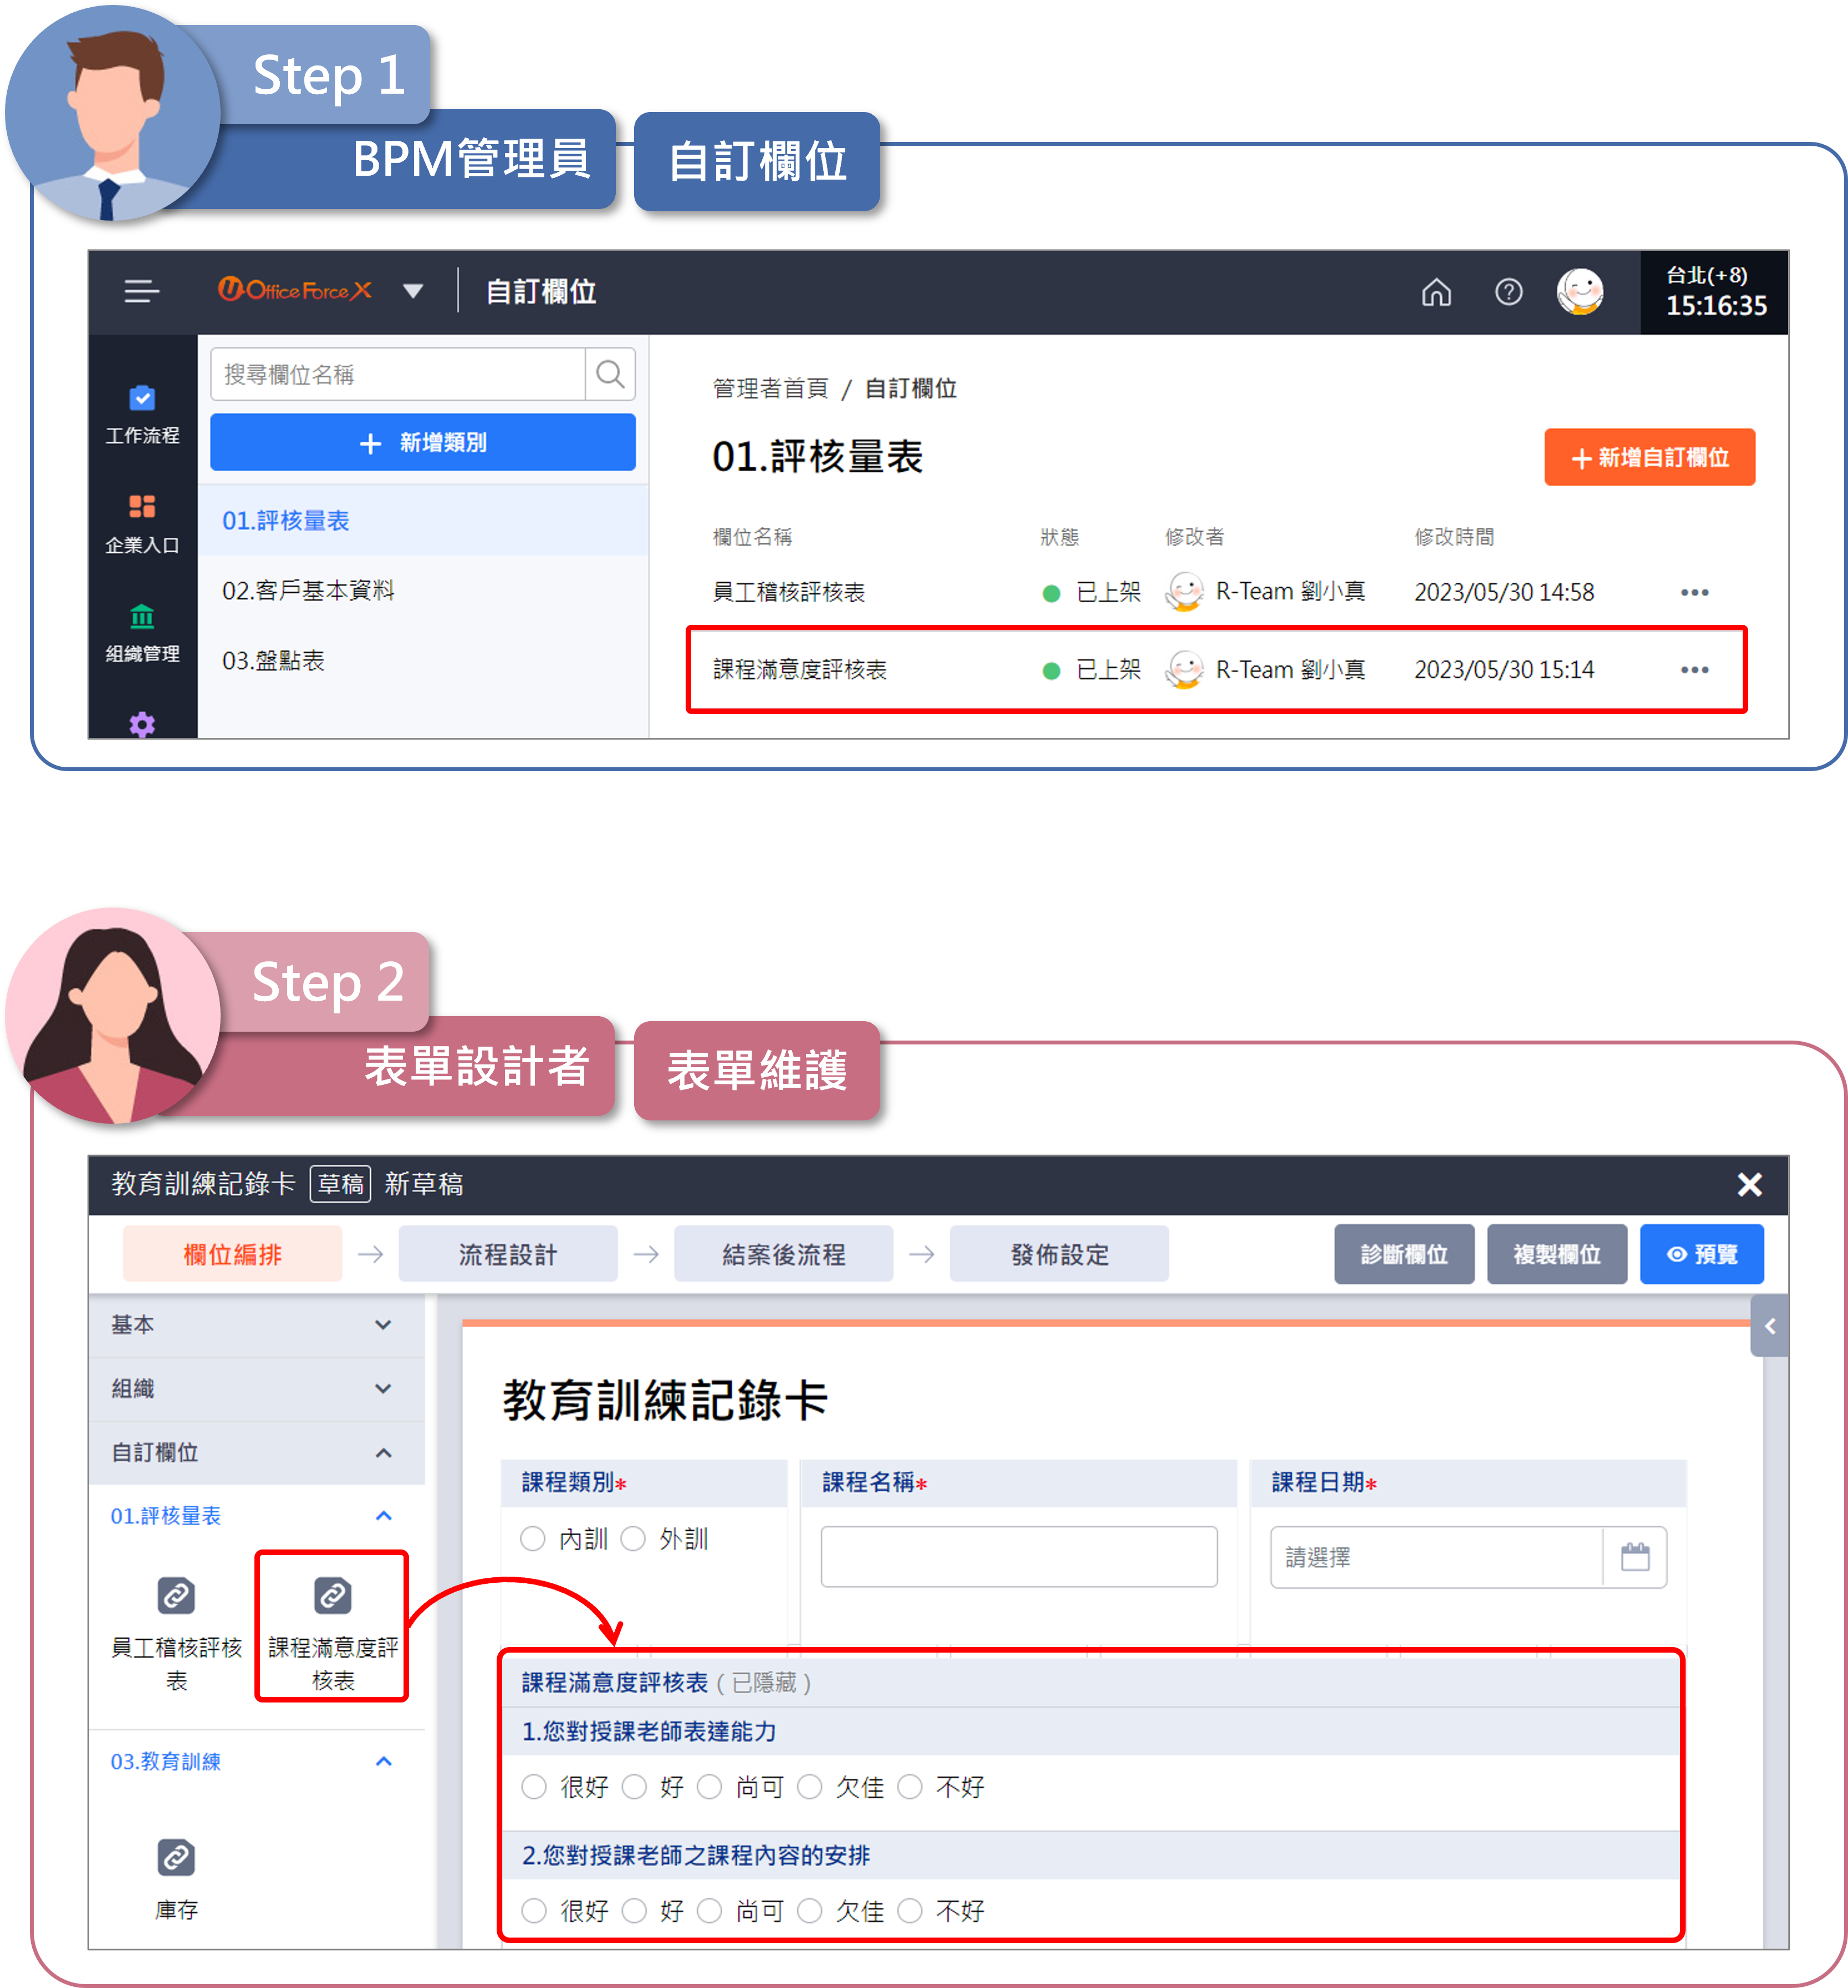 Step 1
BPM管理員
自訂欄位
U-Office Force X
自訂欄位
台北(+8)
15:16:35
搜尋欄位名稱
+ 新增類別
01.評核量表
02.客戶基本資料
03.盤點表
工作流程
企業入口
組織管理
管理者首頁 / 自訂欄位
01.評核量表
+ 新增自訂欄位
欄位名稱 狀態 修改者 修改時間
員工稽核評核表 已上架 R-Team 劉小真 2023/05/30 14:58
課程滿意度評核表 已上架 R-Team 劉小真 2023/05/30 15:14
Step 2
表單設計者
表單維護
教育訓練記錄卡 草稿 新草稿
欄位編排 → 流程設計 → 結案後流程 → 發佈設定
診斷欄位 複製欄位 預覽
基本
組織
自訂欄位
01.評核量表
員工稽核評核表
課程滿意度評核表
03.教育訓練
庫存
教育訓練記錄卡
課程類別* 課程名稱* 課程日期*
內訓 外訓
請選擇
課程滿意度評核表 ( 已隱藏 )
1.您對授課老師表達能力
很好 好 尚可 欠佳 不好
2.您對授課老師之課程內容的安排
很好 好 尚可 欠佳 不好